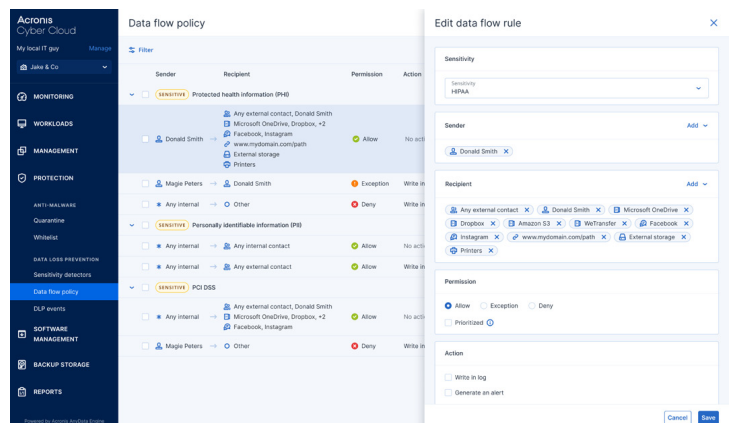 Acronis
Cyber Cloud
My local IT guy Manage
Jake & Co
MONITORING
WORKLOADS
MANAGEMENT
PROTECTION
ANTI-MALWARE
Quarantine
Whitelist
DATA LOSS PREVENTION
Sensitivity detectors
Data flow policy
DLP events
SOFTWARE
MANAGEMENT
BACKUP STORAGE
REPORTS
Powered by Acronis AnyData Engine
Data flow policy
Filter
Sender Recipient Permission Action
SENSITIVE Protected health information (PHI)
Any external contact, Donald Smith
Microsoft OneDrive, Dropbox, +2
Facebook, Instagram
Donald Smith → www.mydomain.com/path Allow No acti
External storage
Printers
Magie Peters → Donald Smith Exception Write in
Any internal → Other Deny Write in
SENSITIVE Personally identifiable information (PII)
Any internal → Any internal contact Allow No acti
Any internal → Any external contact Allow Write in
SENSITIVE PCI DSS
Any external contact, Donald Smith
Any internal → Microsoft OneDrive, Dropbox, +2 Allow No acti
Facebook, Instagram
Magie Peters → Other Deny Write in
Edit data flow rule
Sensitivity
Sensitivity
HIPAA
Sender Add
Donald Smith
Recipient Add
Any external contact Donald Smith Microsoft OneDrive
Dropbox Amazon S3 WeTransfer Facebook
Instagram www.mydomain.com/path External storage
Printers
Permission
Allow Exception Deny
Prioritized
Action
Write in log
Generate an alert
Cancel Save